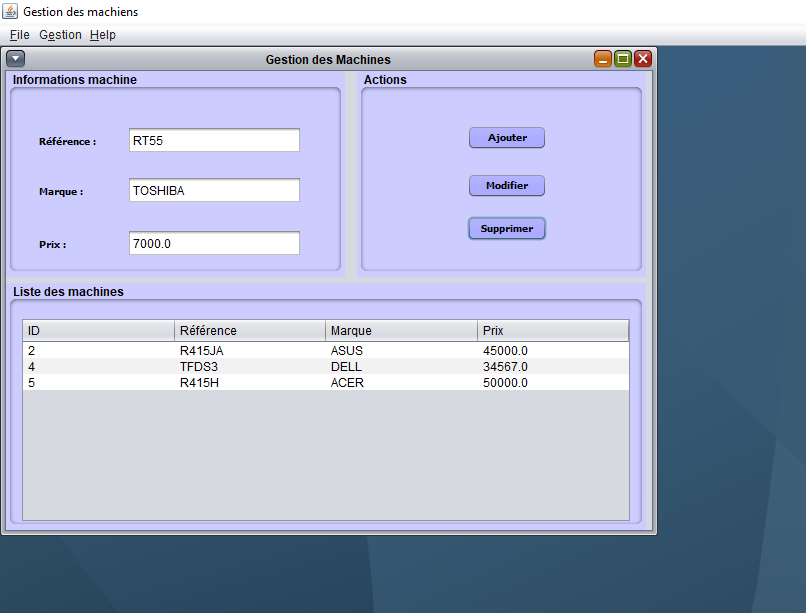 Gestion des machiens
File Gestion Help
Gestion des Machines
Informations machine
Actions
Référence :
RT55
Ajouter
Marque :
TOSHIBA
Modifier
Supprimer
Prix :
7000.0
Liste des machines
ID Référence Marque Prix
2 R415JA ASUS 45000.0
4 TFDS3 DELL 34567.0
5 R415H ACER 50000.0